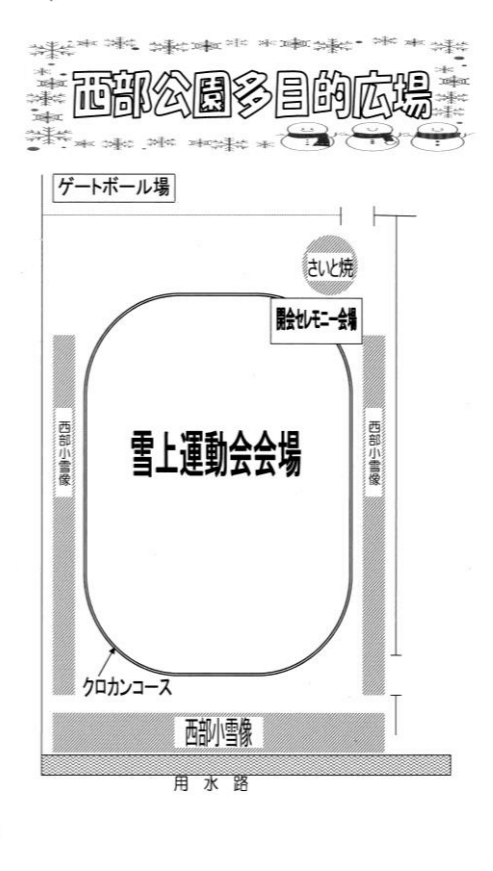 西部公園多目的広場
ゲートボール場
さいと焼
閉会セレモニー会場
西部小雪像
西部小雪像
雪上運動会会場
クロカンコース
西部小雪像
用水路